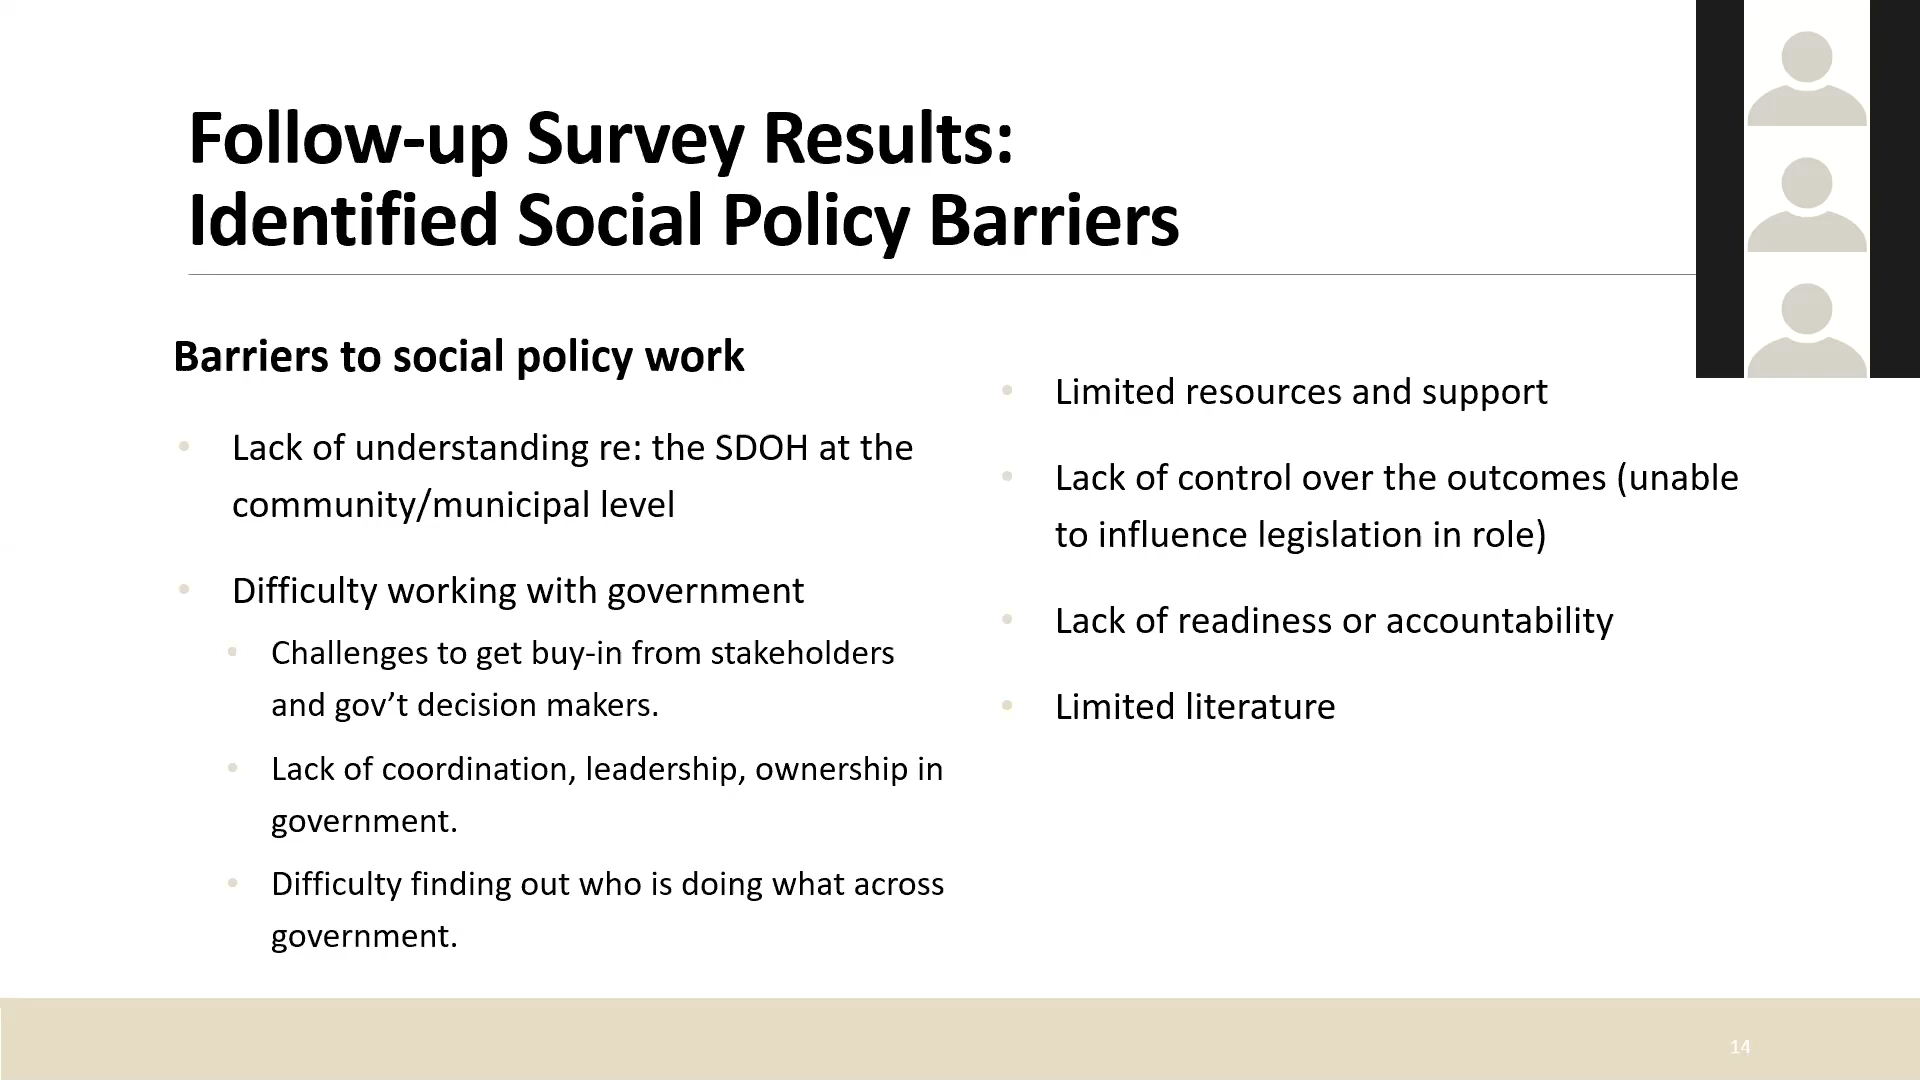 Follow-up Survey Results:
Identified Social Policy Barriers
Barriers to social policy work
• Lack of understanding re: the SDOH at the
community/municipal level
• Difficulty working with government
• Challenges to get buy-in from stakeholders
and gov’t decision makers.
• Lack of coordination, leadership, ownership in
government.
• Difficulty finding out who is doing what across
government.
• Limited resources and support
• Lack of control over the outcomes (unable
to influence legislation in role)
• Lack of readiness or accountability
• Limited literature
14